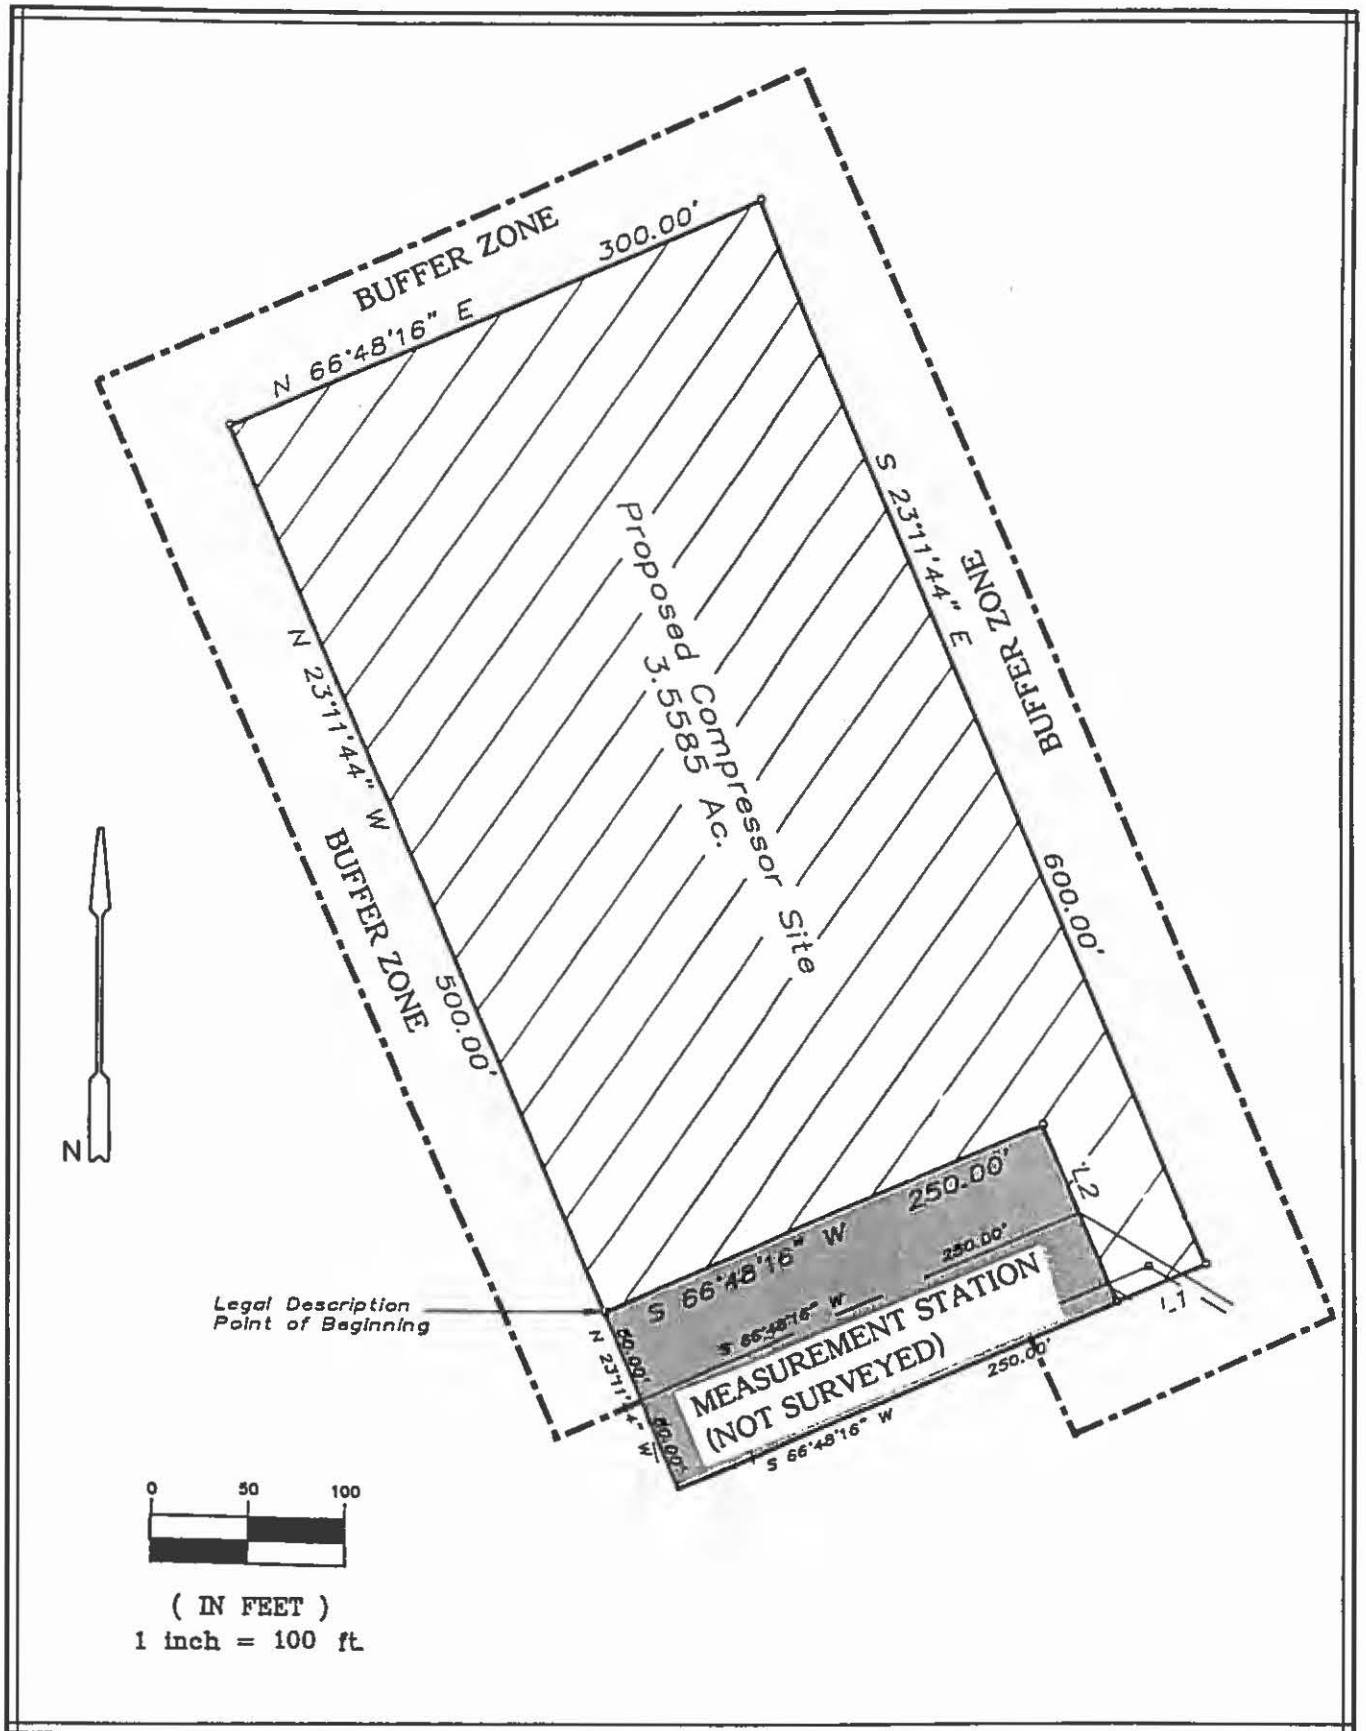 BUFFER ZONE
300.00'
N 66°48'16" E
S 23°11'44" E
BUFFER ZONE
600.00'
Proposed Compressor Site
3.5585 Ac.
N 23°11'44" W
BUFFER ZONE
500.00'
N
L2
250.00'
S 66°48'16" W
250.00'
S 66°48'16" W
MEASUREMENT STATION
(NOT SURVEYED)
L1
Legal Description
Point of Beginning
N 23°11'44" W
250.00'
S 66°48'16" W
0 50 100
( IN FEET )
1 inch = 100 ft.